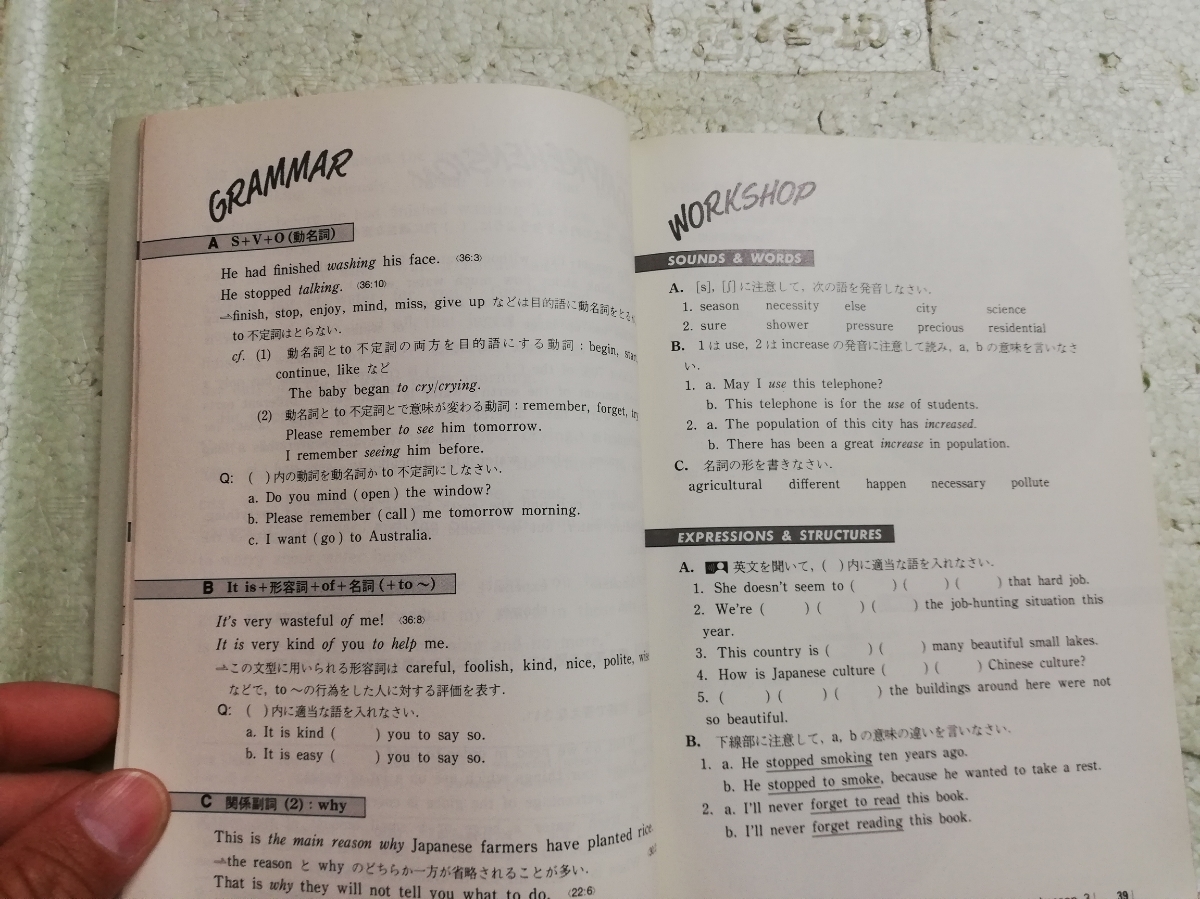 GRAMMAR
A S+V+O(動名詞)
He had finished washing his face. 〈36:3〉
He stopped talking. 〈36:10〉
→finish, stop, enjoy, mind, miss, give up などは目的語に動名詞をとるが
to 不定詞はとらない.
cf. (1) 動名詞とto 不定詞の両方を目的語にする動詞：begin,
continue, like など
The baby began to cry/crying.
(2) 動名詞と to 不定詞とで意味が変わる動詞：remember, forget,
Please remember to see him tomorrow.
I remember seeing him before.
Q: ( )内の動詞を動名詞か to 不定詞にしなさい.
a. Do you mind (open) the window?
b. Please remember (call) me tomorrow morning.
c. I want (go) to Australia.
B It is+形容詞+of+名詞(+to ～)
It's very wasteful of me! 〈36:8〉
It is very kind of you to help me.
→この文型に用いられる形容詞は careful, foolish, kind, nice, polite,
などで, to ～の行為をした人に対する評価を表す.
Q: ( )内に適当な語を入れなさい.
a. It is kind ( ) you to say so.
b. It is easy ( ) you to say so.
C 関係副詞 (2)：why
This is the main reason why Japanese farmers have planted rice.
→the reason と why のどちらか一方が省略されることが多い.
That is why they will not tell you what to do. 〈22:6〉
WORKSHOP
SOUNDS & WORDS
A. [s], [ʃ]に注意して, 次の語を発音しなさい.
1. season necessity else city science
2. sure shower pressure precious residential
B. 1 は use, 2 は increase の発音に注意して読み, a, b の意味を言いなさ
い.
1. a. May I use this telephone?
b. This telephone is for the use of students.
2. a. The population of this city has increased.
b. There has been a great increase in population.
C. 名詞の形を書きなさい.
agricultural different happen necessary pollute
EXPRESSIONS & STRUCTURES
A. 英文を聞いて, ( )内に適当な語を入れなさい.
1. She doesn't seem to ( ) ( ) ( ) that hard job.
2. We're ( ) ( ) ( ) the job-hunting situation this
year.
3. This country is ( ) ( ) many beautiful small lakes.
4. How is Japanese culture ( ) ( ) Chinese culture?
5. ( ) ( ) ( ) the buildings around here were not
so beautiful.
B. 下線部に注意して, a, b の意味の違いを言いなさい.
1. a. He stopped smoking ten years ago.
b. He stopped to smoke, because he wanted to take a rest.
2. a. I'll never forget to read this book.
b. I'll never forget reading this book.
3| 39|